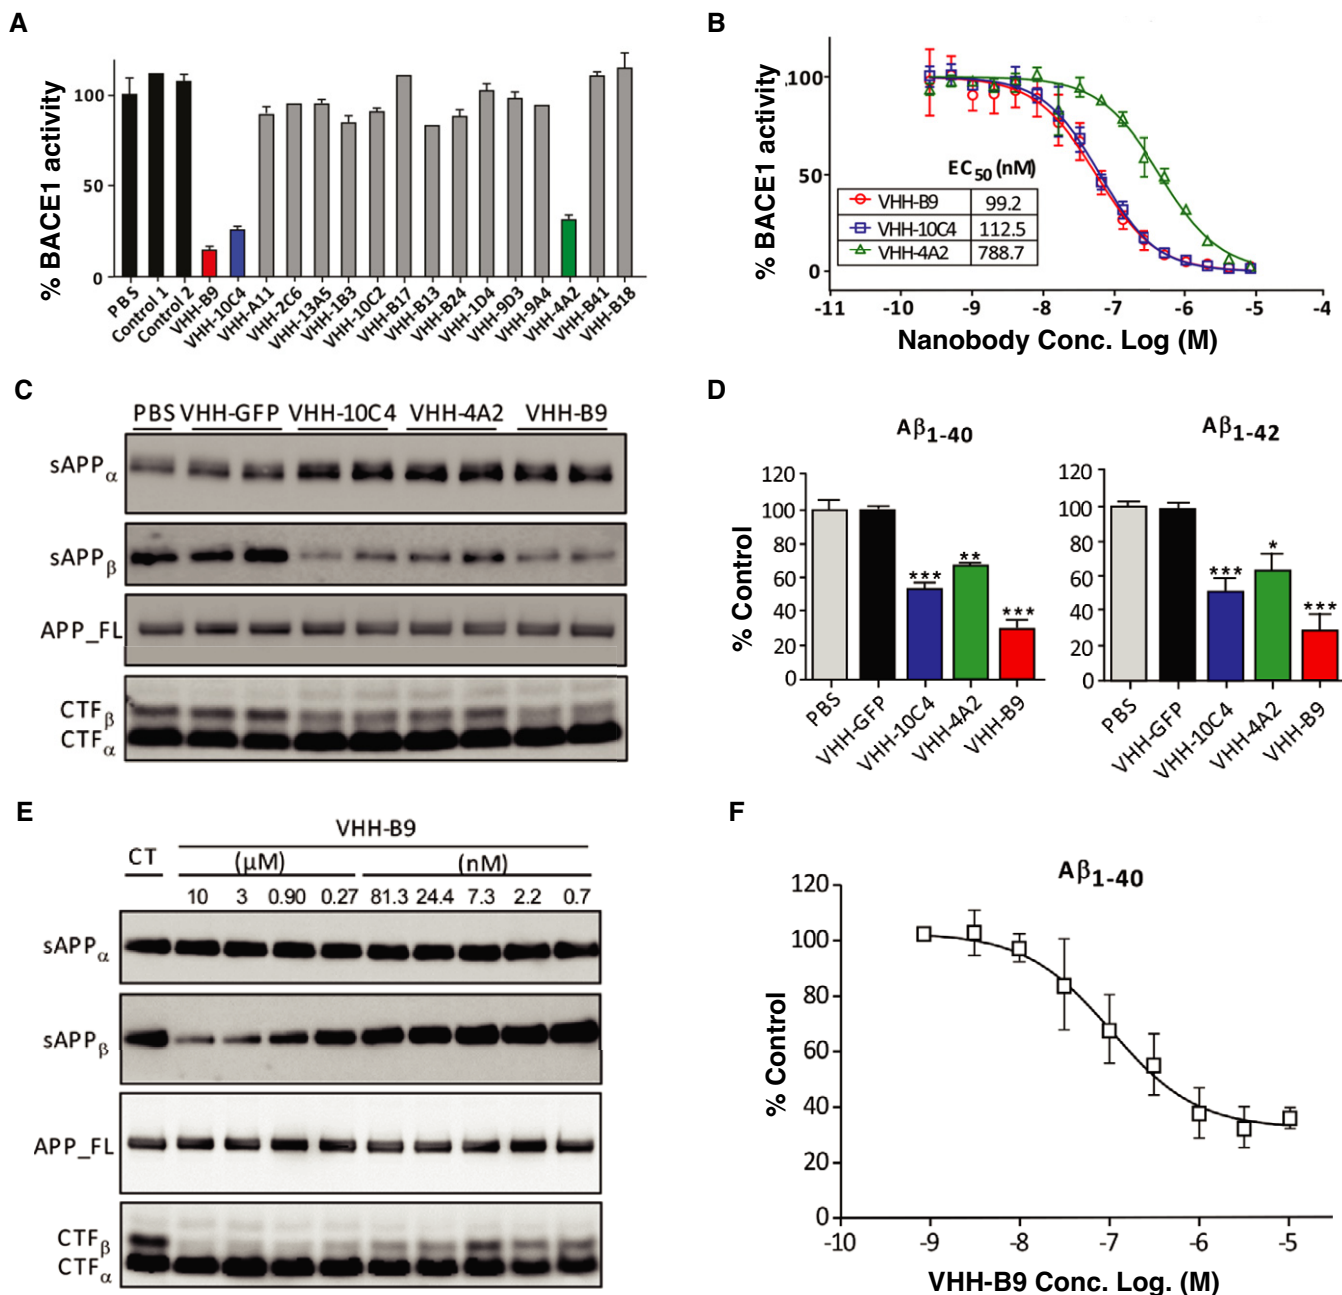 A
% BACE1 activity
100
50
0
PBS
Control 1
Control 2
VHH-B9
VHH-10C4
VHH-A11
VHH-2C6
VHH-13A5
VHH-1B3
VHH-10C2
VHH-B17
VHH-B13
VHH-B24
VHH-1D4
VHH-9D3
VHH-9A4
VHH-4A2
VHH-B41
VHH-B18
B
% BACE1 activity
100
50
0
EC50 (nM)
VHH-B9 99.2
VHH-10C4 112.5
VHH-4A2 788.7
-11 -10 -9 -8 -7 -6 -5 -4
Nanobody Conc. Log (M)
C
PBS VHH-GFP VHH-10C4 VHH-4A2 VHH-B9
sAPPα
sAPPβ
APP_FL
CTFβ
CTFα
D
% Control
Aβ1-40
120
100
80
60
40
20
0
*** ** ***
PBS
VHH-GFP
VHH-10C4
VHH-4A2
VHH-B9
Aβ1-42
120
100
80
60
40
20
0
*** * ***
PBS
VHH-GFP
VHH-10C4
VHH-4A2
VHH-B9
E
VHH-B9
CT (μM) (nM)
10 3 0.90 0.27 81.3 24.4 7.3 2.2 0.7
sAPPα
sAPPβ
APP_FL
CTFβ
CTFα
F
Aβ1-40
% Control
120
100
80
60
40
20
0
-10 -9 -8 -7 -6 -5
VHH-B9 Conc. Log. (M)